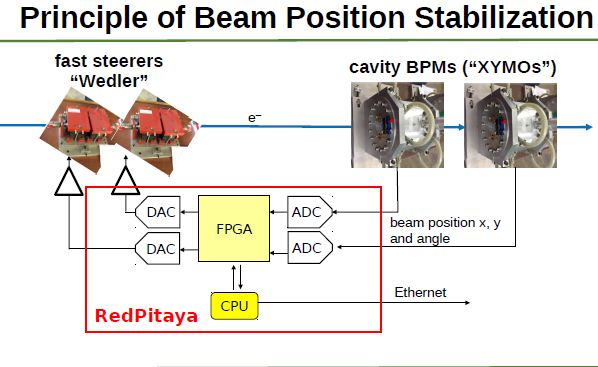 Principle of Beam Position Stabilization
fast steerers
“Wedler”
cavity BPMs (“XYMOs”)
e–
DAC
FPGA
ADC
DAC
ADC
beam position x, y
and angle
CPU
Ethernet
RedPitaya